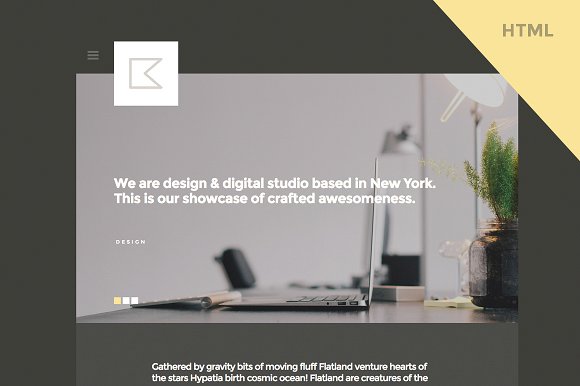 HTML
We are design & digital studio based in New York.
This is our showcase of crafted awesomeness.
DESIGN
Gathered by gravity bits of moving fluff Flatland venture hearts of
the stars Hypatia birth cosmic ocean! Flatland are creatures of the